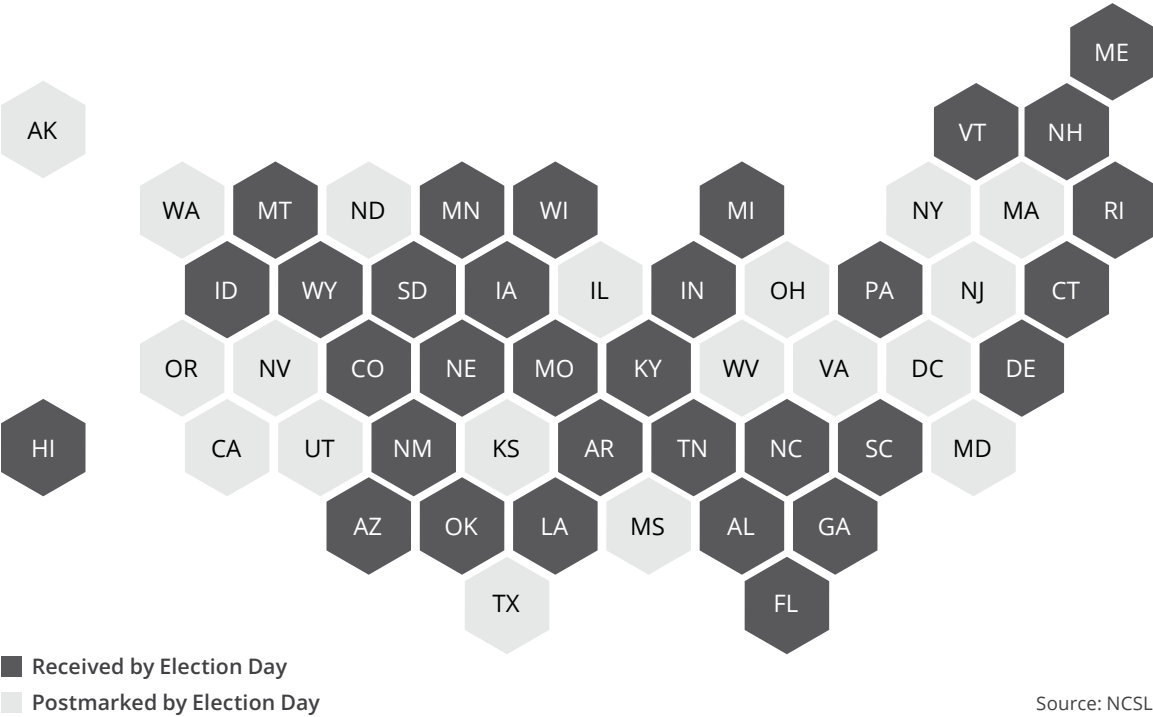 ME
AK
VT NH
WA MT ND MN WI MI NY MA RI
ID WY SD IA IL IN OH PA NJ CT
OR NV CO NE MO KY WV VA DC DE
HI CA UT NM KS AR TN NC SC MD
AZ OK LA MS AL GA
TX FL
Received by Election Day
Postmarked by Election Day
Source: NCSL